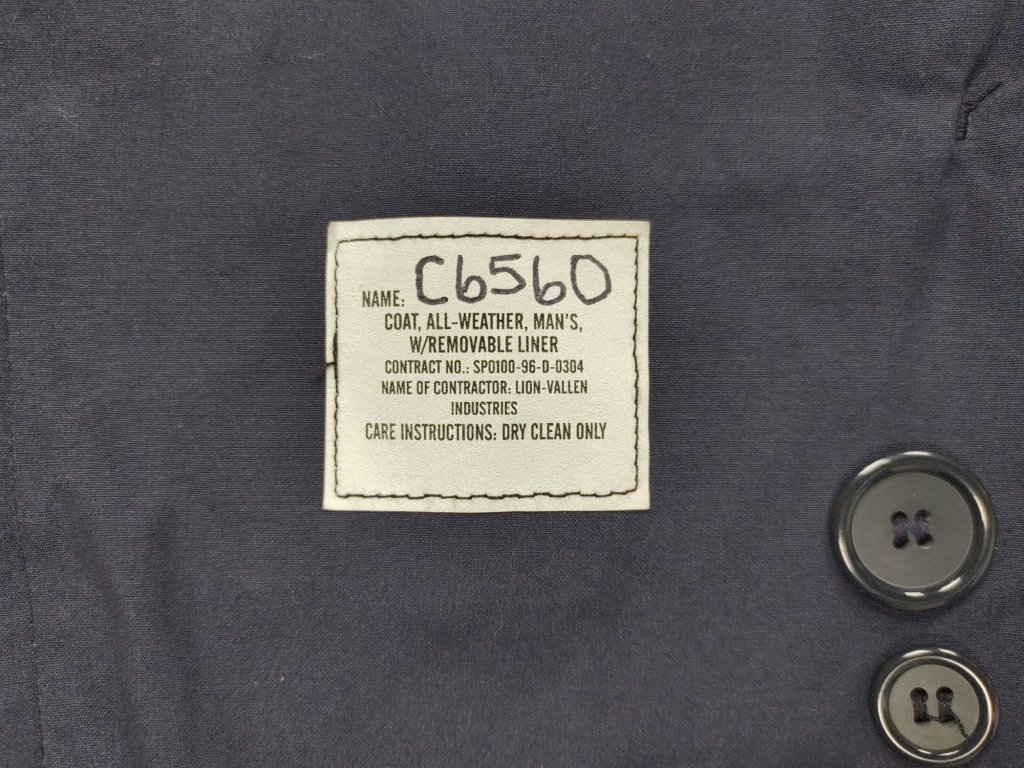 NAME: C6560
COAT, ALL-WEATHER, MAN'S,
W/REMOVABLE LINER
CONTRACT NO.: SPO100-96-D-0304
NAME OF CONTRACTOR: LION-VALLEN
INDUSTRIES
CARE INSTRUCTIONS: DRY CLEAN ONLY